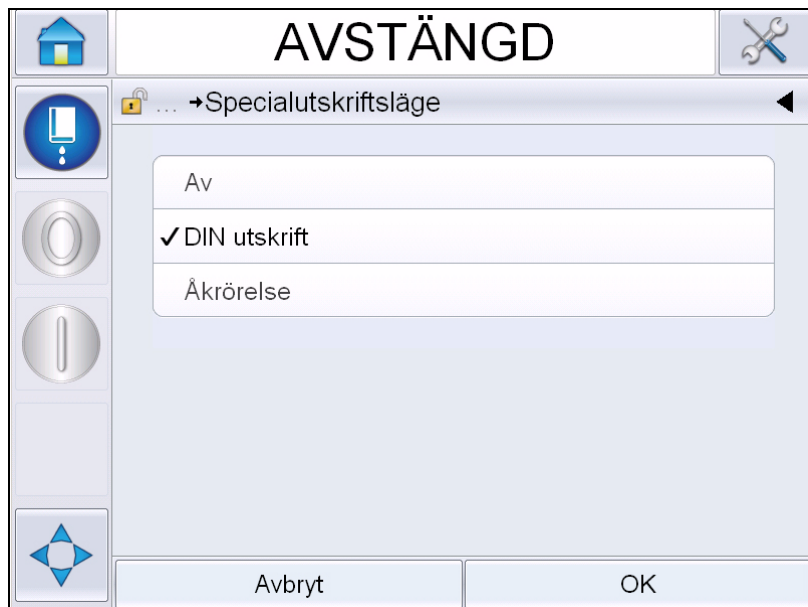 AVSTÄNGD
... →Specialutskriftsläge
Av
✓ DIN utskrift
Åkrörelse
Avbryt
OK